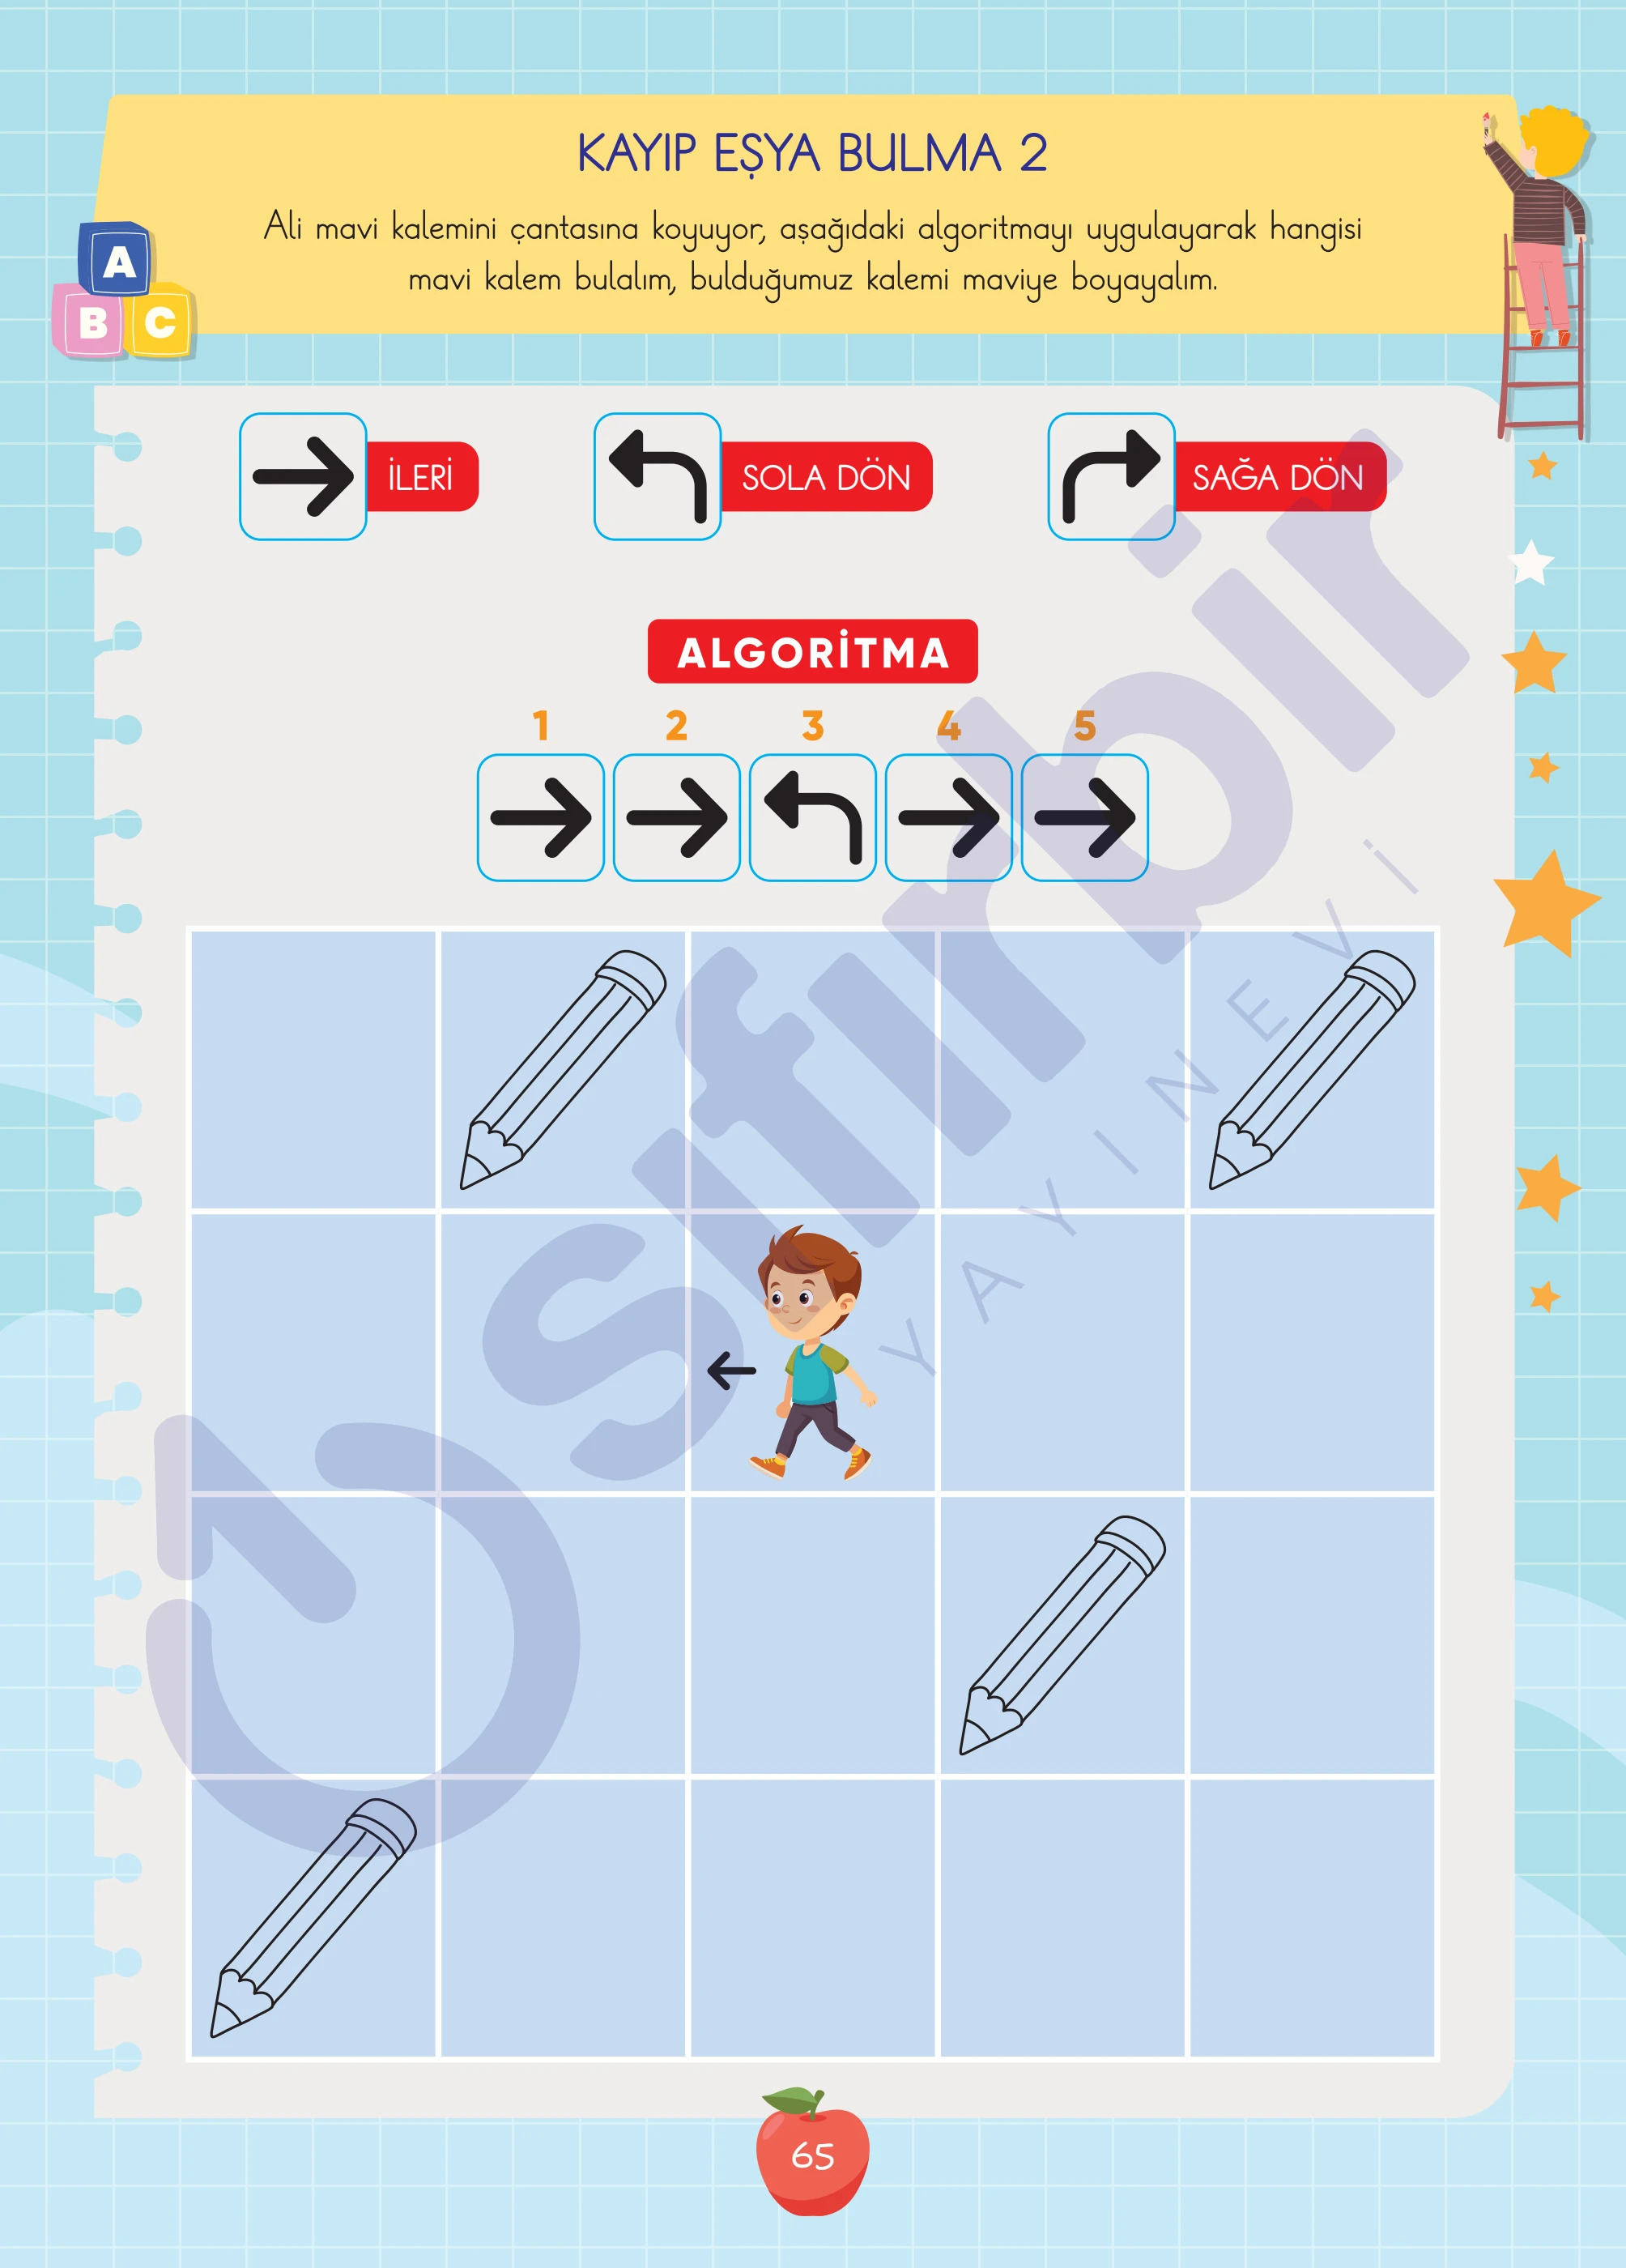 KAYIP EŞYA BULMA 2
Ali mavi kalemini çantasına koyuyor, aşağıdaki algoritmayı uygulayarak hangisi
mavi kalem bulalım, bulduğumuz kalemi maviye boyayalım.
A
B C
İLERİ
SOLA DÖN
SAĞA DÖN
ALGORİTMA
1 2 3 4 5
sıfırbir
YAYINEVİ
65